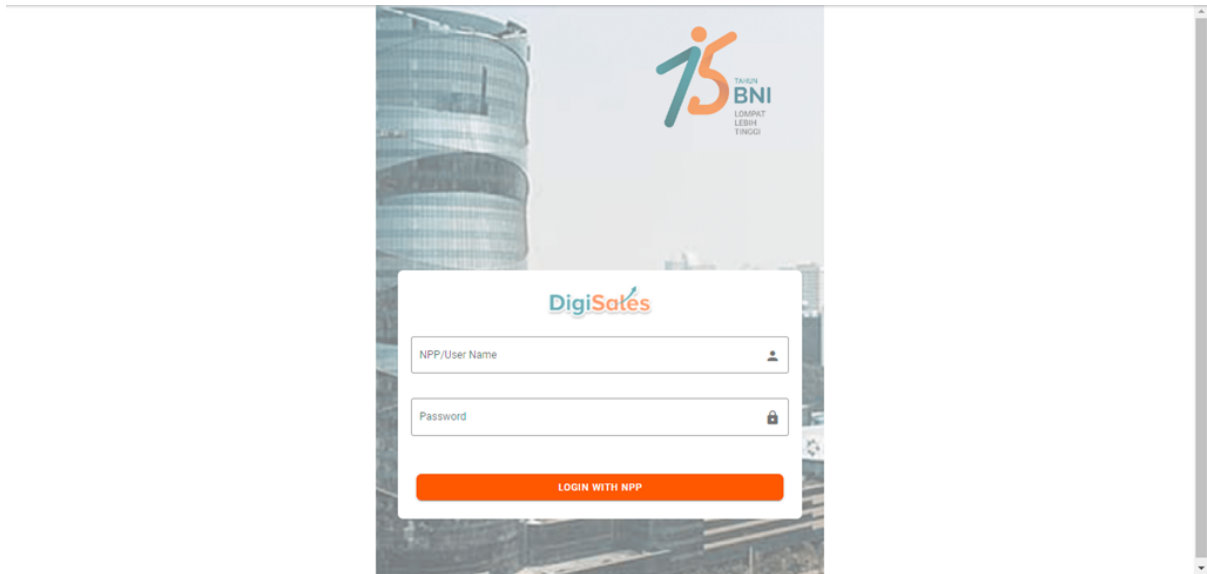 75
TAHUN
BNI
LOMPAT
LEBIH
TINGGI
DigiSales
NPP/User Name
Password
LOGIN WITH NPP